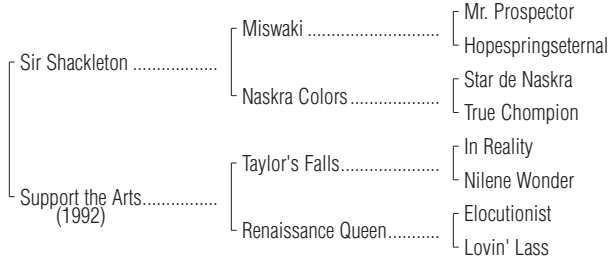 Mr. Prospector
Miswaki ..............................
Hopespringseternal
Sir Shackleton ...................
Star de Naskra
Naskra Colors ....................
True Chompion
In Reality
Taylor's Falls ......................
Nilene Wonder
Support the Arts.................
(1992)
Elocutionist
Renaissance Queen...........
Lovin' Lass